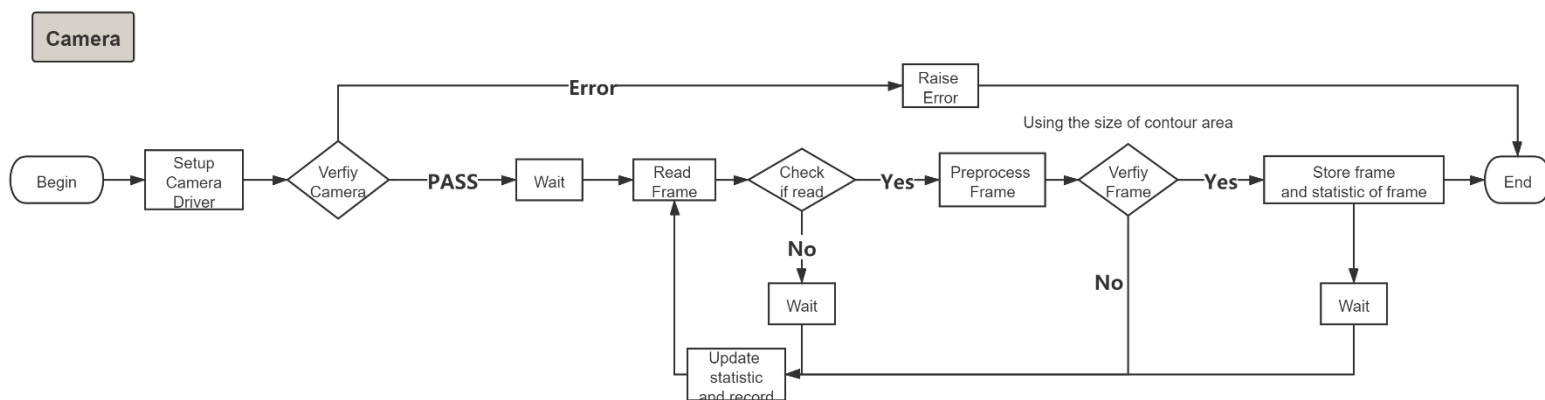 Camera
Error
Raise
Error
Using the size of contour area
Begin
Setup
Camera
Driver
Verfiy
Camera
PASS
Wait
Read
Frame
Check
if read
Yes
Preprocess
Frame
Verfiy
Frame
Yes
Store frame
and statistic of frame
End
No
Wait
No
Wait
Update
statistic
and record